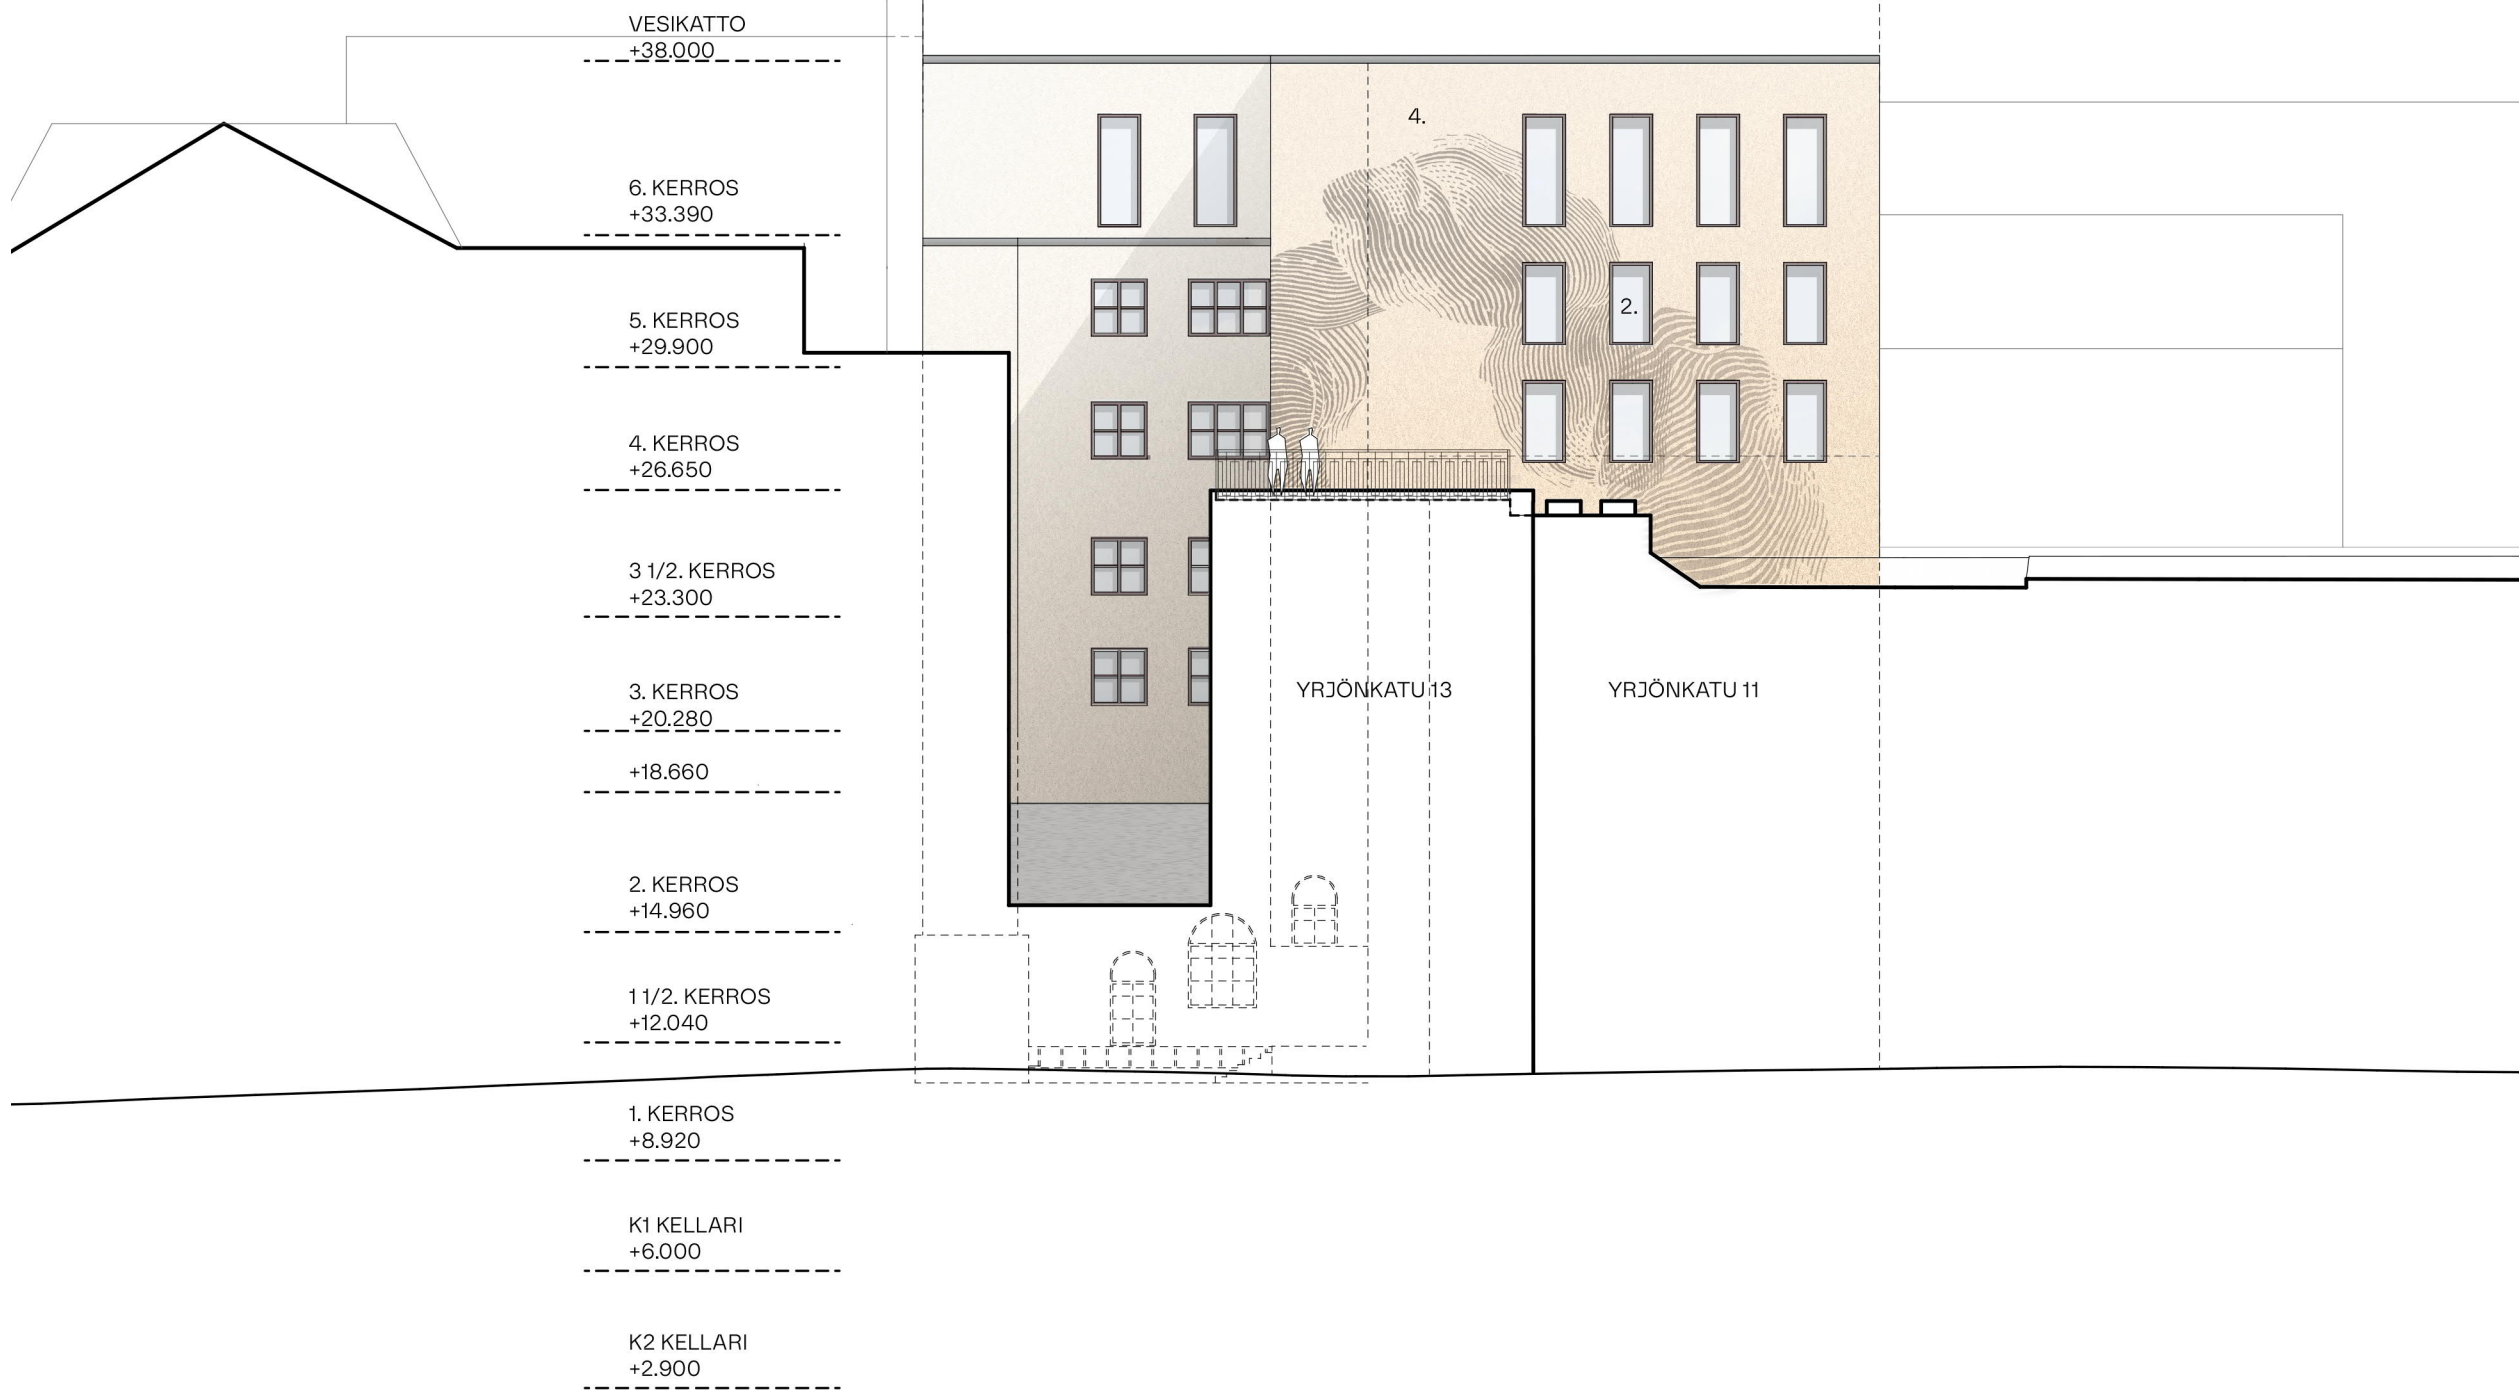 VESIKATTO
+38.000
4.
6. KERROS
+33.390
2.
5. KERROS
+29.900
4. KERROS
+26.650
3 1/2. KERROS
+23.300
3. KERROS
+20.280
YRJÖNKATU 13
YRJÖNKATU 11
+18.660
2. KERROS
+14.960
1 1/2. KERROS
+12.040
1. KERROS
+8.920
K1 KELLARI
+6.000
K2 KELLARI
+2.900